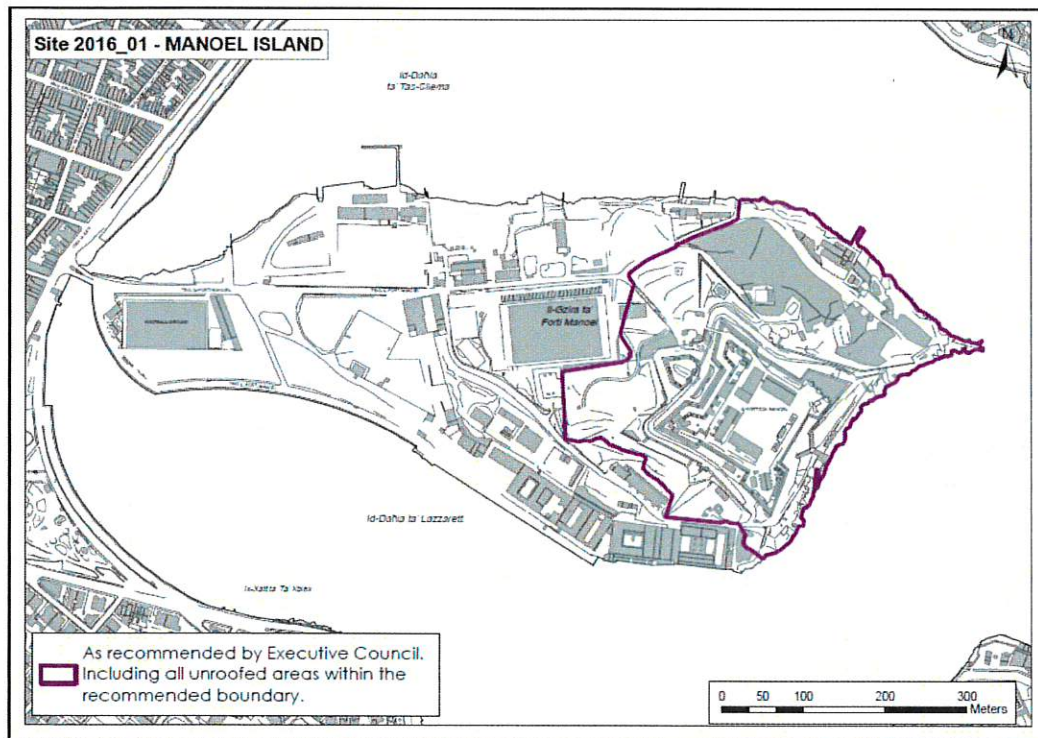 Site 2016_01 - MANOEL ISLAND
N
Id-Daħla
ta' Tas-Sliema
Il-Gżira ta'
Forti Manoel
Id-Daħla ta' Lazzarett
As recommended by Executive Council.
Including all unroofed areas within the
recommended boundary.
0 50 100 200 300
Meters